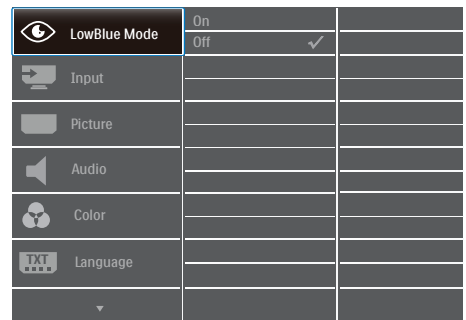 LowBlue Mode
On
Off
Input
Picture
Audio
Color
TXT
Language